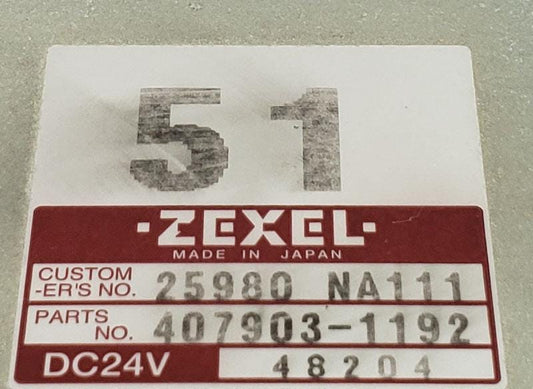 51
·ZEXEL·
MADE IN JAPAN
CUSTOM
-ER'S NO. 25980 NA111
PARTS
NO. 407903-1192
DC24V 48204